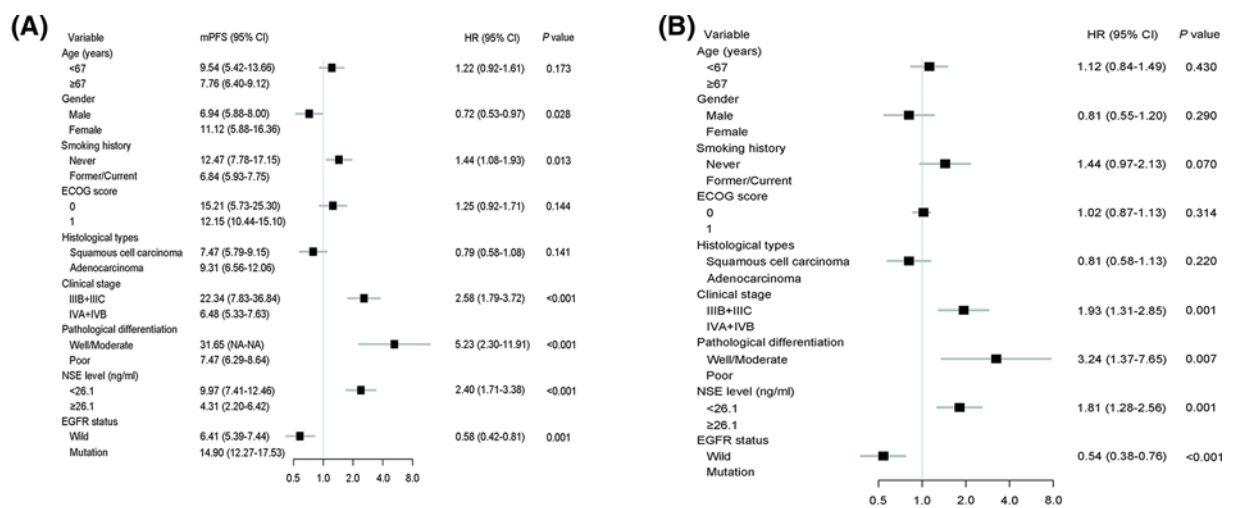 (A)
Variable mPFS (95% CI) HR (95% CI) P value
Age (years)
<67 9.54 (5.42-13.66) 1.22 (0.92-1.61) 0.173
≥67 7.76 (6.40-9.12)
Gender
Male 6.94 (5.88-8.00) 0.72 (0.53-0.97) 0.028
Female 11.12 (5.88-16.36)
Smoking history
Never 12.47 (7.78-17.15) 1.44 (1.08-1.93) 0.013
Former/Current 6.84 (5.93-7.75)
ECOG score
0 15.21 (5.73-25.30) 1.25 (0.92-1.71) 0.144
1 12.15 (10.44-15.10)
Histological types
Squamous cell carcinoma 7.47 (5.79-9.15) 0.79 (0.58-1.08) 0.141
Adenocarcinoma 9.31 (6.56-12.06)
Clinical stage
IIIB+IIIC 22.34 (7.83-36.84) 2.58 (1.79-3.72) <0.001
IVA+IVB 6.48 (5.33-7.63)
Pathological differentiation
Well/Moderate 31.65 (NA-NA) 5.23 (2.30-11.91) <0.001
Poor 7.47 (6.29-8.64)
NSE level (ng/ml)
<26.1 9.97 (7.41-12.46) 2.40 (1.71-3.38) <0.001
≥26.1 4.31 (2.20-6.42)
EGFR status
Wild 6.41 (5.39-7.44) 0.58 (0.42-0.81) 0.001
Mutation 14.90 (12.27-17.53)
0.5 1.0 2.0 4.0 8.0
(B)
Variable HR (95% CI) P value
Age (years)
<67 1.12 (0.84-1.49) 0.430
≥67
Gender
Male 0.81 (0.55-1.20) 0.290
Female
Smoking history
Never 1.44 (0.97-2.13) 0.070
Former/Current
ECOG score
0 1.02 (0.87-1.13) 0.314
1
Histological types
Squamous cell carcinoma 0.81 (0.58-1.13) 0.220
Adenocarcinoma
Clinical stage
IIIB+IIIC 1.93 (1.31-2.85) 0.001
IVA+IVB
Pathological differentiation
Well/Moderate 3.24 (1.37-7.65) 0.007
Poor
NSE level (ng/ml)
<26.1 1.81 (1.28-2.56) 0.001
≥26.1
EGFR status
Wild 0.54 (0.38-0.76) <0.001
Mutation
0.5 1.0 2.0 4.0 8.0